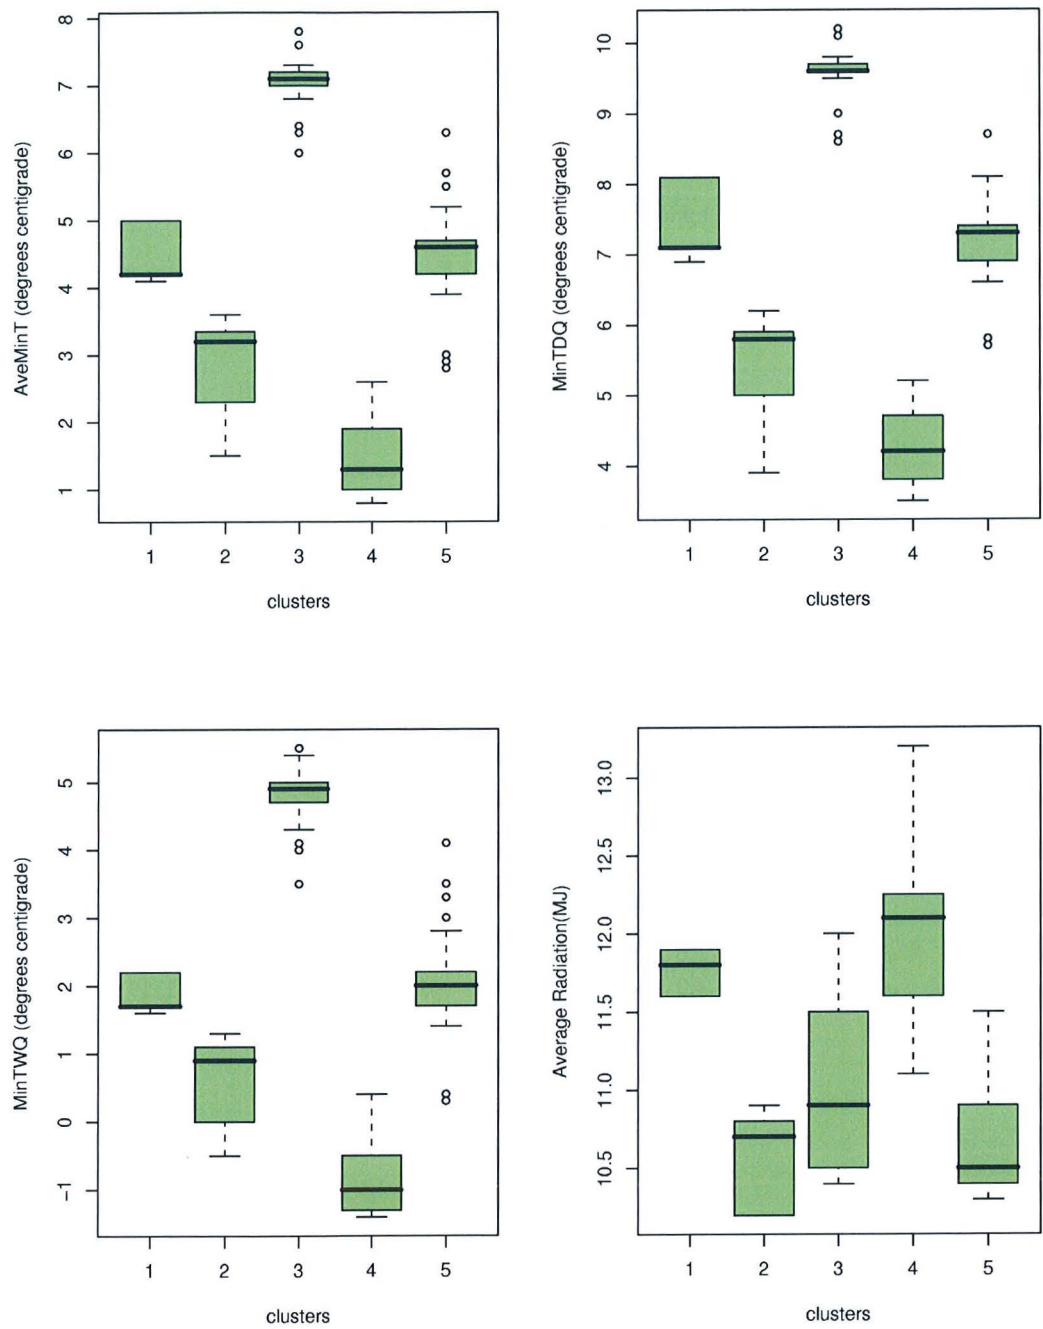 AveMinT (degrees centigrade)
8
7
6
5
4
3
2
1
1 2 3 4 5
clusters
MinTDQ (degrees centigrade)
10
9
8
7
6
5
4
1 2 3 4 5
clusters
MinTWQ (degrees centigrade)
5
4
3
2
1
0
−1
1 2 3 4 5
clusters
Average Radiation(MJ)
13.0
12.5
12.0
11.5
11.0
10.5
1 2 3 4 5
clusters